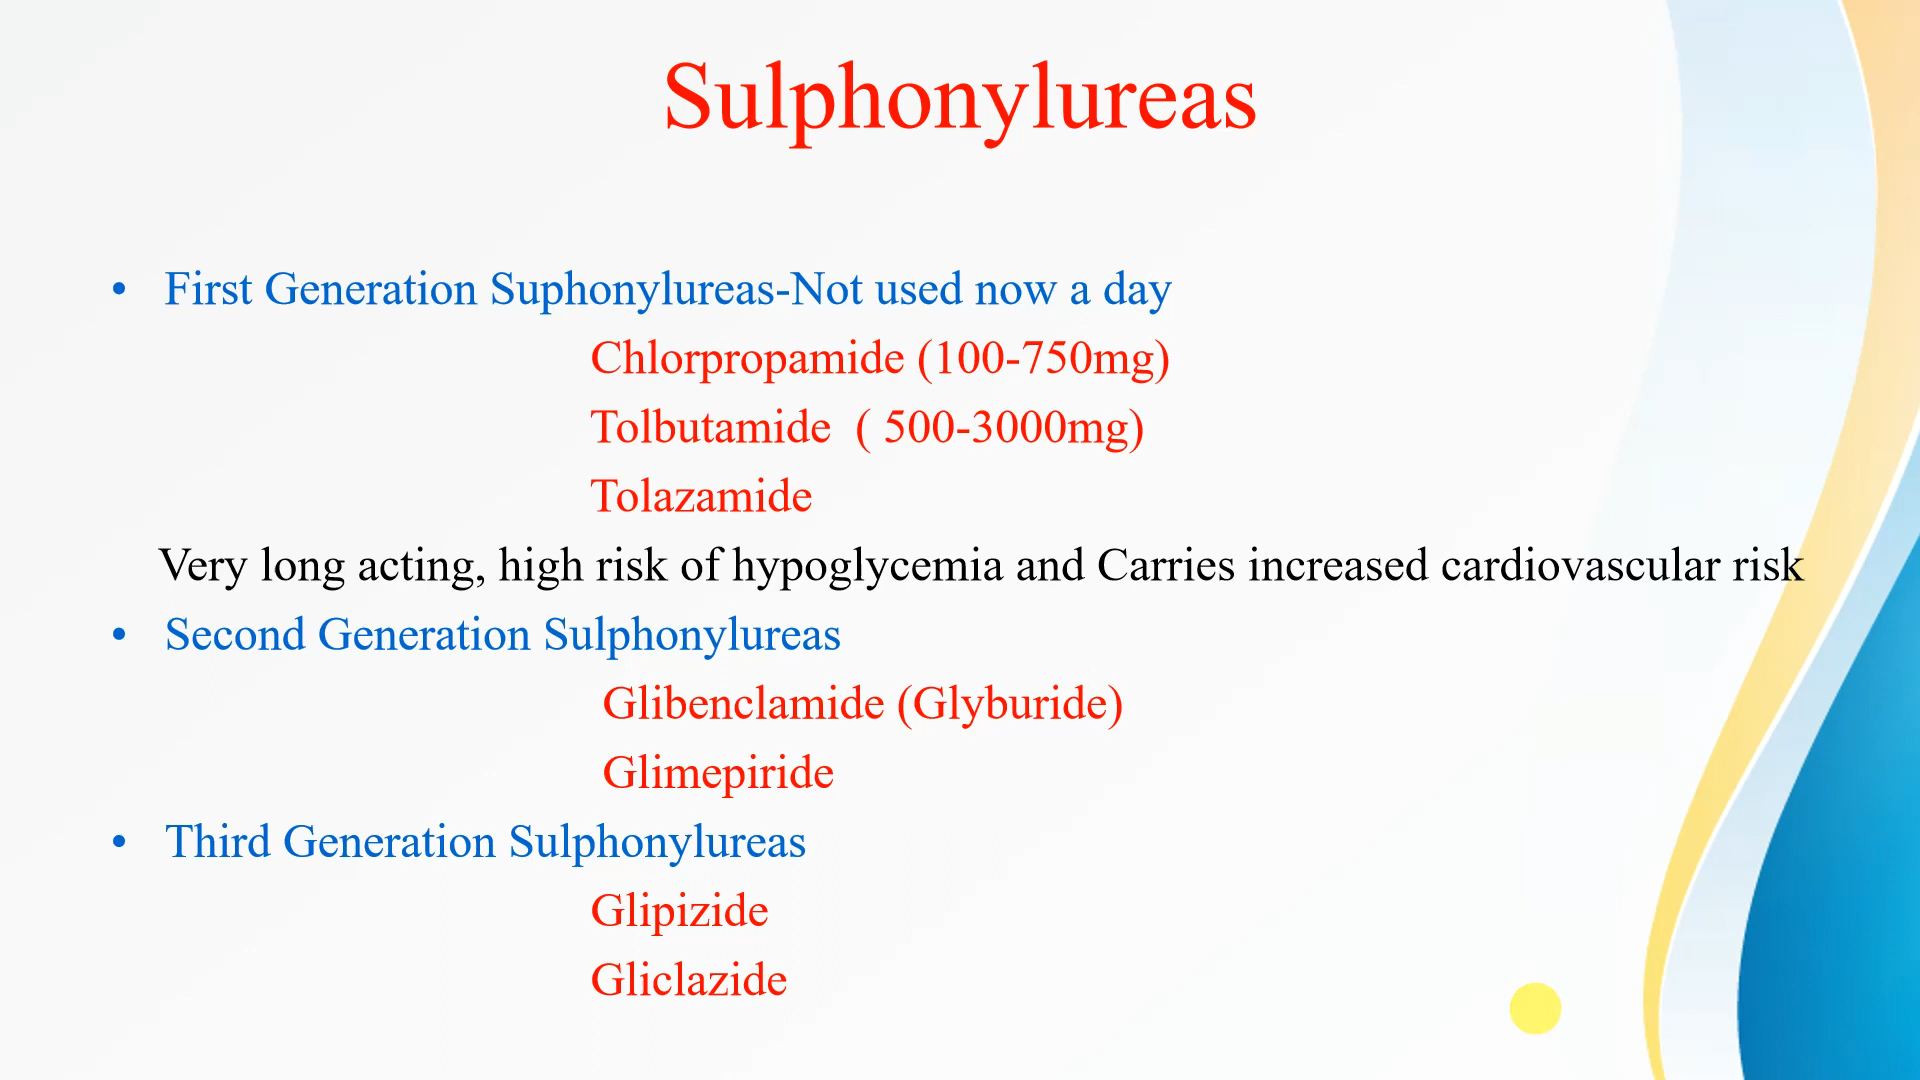 Sulphonylureas
• First Generation Suphonylureas-Not used now a day
Chlorpropamide (100-750mg)
Tolbutamide ( 500-3000mg)
Tolazamide
Very long acting, high risk of hypoglycemia and Carries increased cardiovascular risk
• Second Generation Sulphonylureas
Glibenclamide (Glyburide)
Glimepiride
• Third Generation Sulphonylureas
Glipizide
Gliclazide